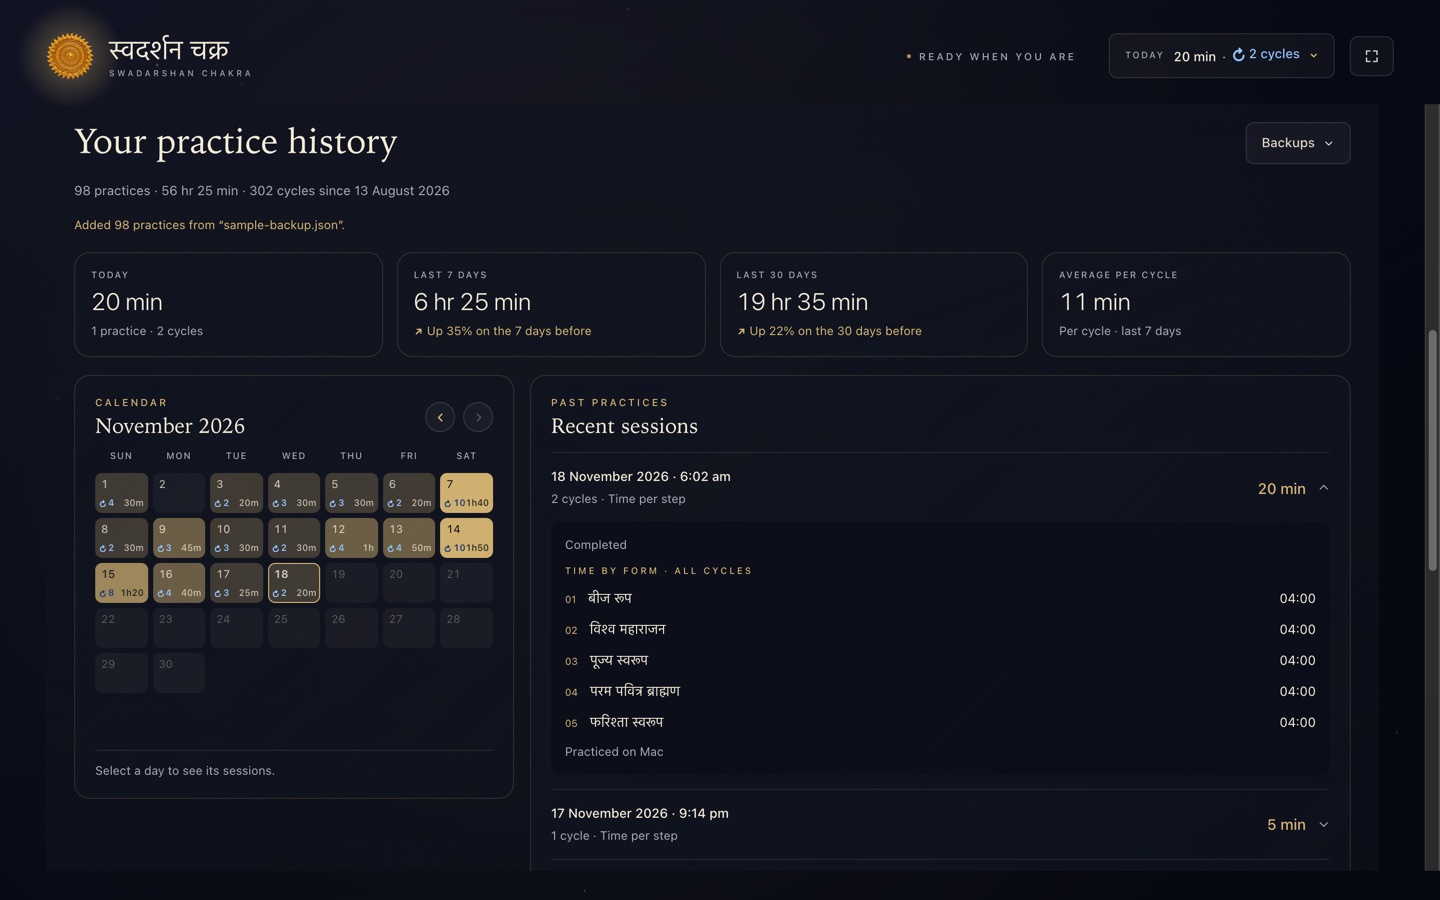 स्वदर्शन चक्र
SWADARSHAN CHAKRA
READY WHEN YOU ARE
TODAY 20 min · 2 cycles
Your practice history
Backups
98 practices · 56 hr 25 min · 302 cycles since 13 August 2026
Added 98 practices from “sample-backup.json”.
TODAY
20 min
1 practice · 2 cycles
LAST 7 DAYS
6 hr 25 min
↗ Up 35% on the 7 days before
LAST 30 DAYS
19 hr 35 min
↗ Up 22% on the 30 days before
AVERAGE PER CYCLE
11 min
Per cycle · last 7 days
CALENDAR
November 2026
SUN MON TUE WED THU FRI SAT
1 2 3 4 5 6 7
4 30m 2 20m 3 30m 3 30m 2 20m 10 1h40
8 9 10 11 12 13 14
2 30m 3 45m 3 30m 2 30m 4 1h 4 50m 10 1h50
15 16 17 18 19 20 21
8 1h20 4 40m 3 25m 2 20m
22 23 24 25 26 27 28
29 30
Select a day to see its sessions.
PAST PRACTICES
Recent sessions
18 November 2026 · 6:02 am
2 cycles · Time per step
20 min
Completed
TIME BY FORM · ALL CYCLES
01 बीज रूप 04:00
02 विश्व महाराजन 04:00
03 पूज्य स्वरूप 04:00
04 परम पवित्र ब्राह्मण 04:00
05 फरिश्ता स्वरूप 04:00
Practiced on Mac
17 November 2026 · 9:14 pm
1 cycle · Time per step
5 min